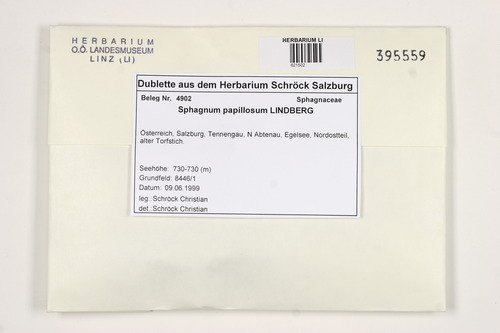 HERBARIUM
O.Ö. LANDESMUSEUM
LINZ (LI)
HERBARIUM LI
395559
Dublette aus dem Herbarium Schröck Salzburg
Beleg Nr. 4902 Sphagnaceae
Sphagnum papillosum LINDBERG
Österreich, Salzburg, Tennengau, N Abtenau, Egelsee, Nordostteil,
alter Torfstich.
Seehöhe: 730-730 (m)
Grundfeld: 8446/1
Datum: 09.06.1999
leg.: Schröck Christian
det.: Schröck Christian